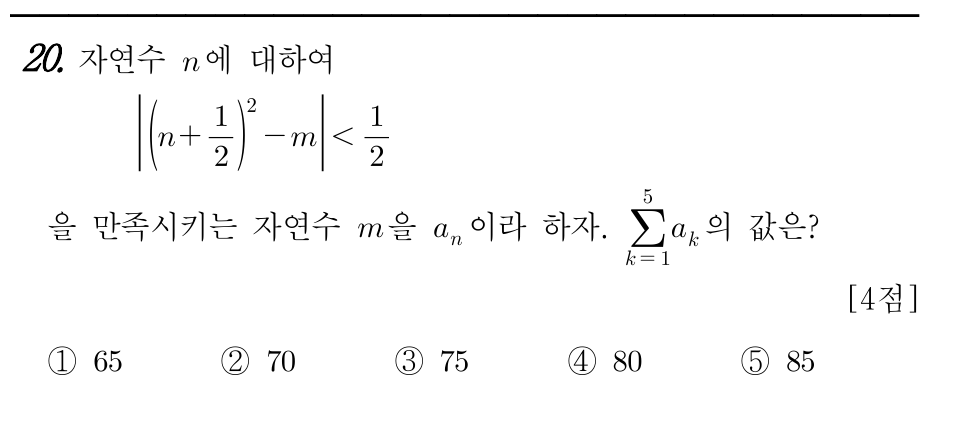 20. 자연수 n에 대하여
|(n+1/2)²−m|<1/2
을 만족시키는 자연수 m을 aₙ이라 하자. ∑_{k=1}^{5} aₖ의 값은?
[4점]
① 65 ② 70 ③ 75 ④ 80 ⑤ 85